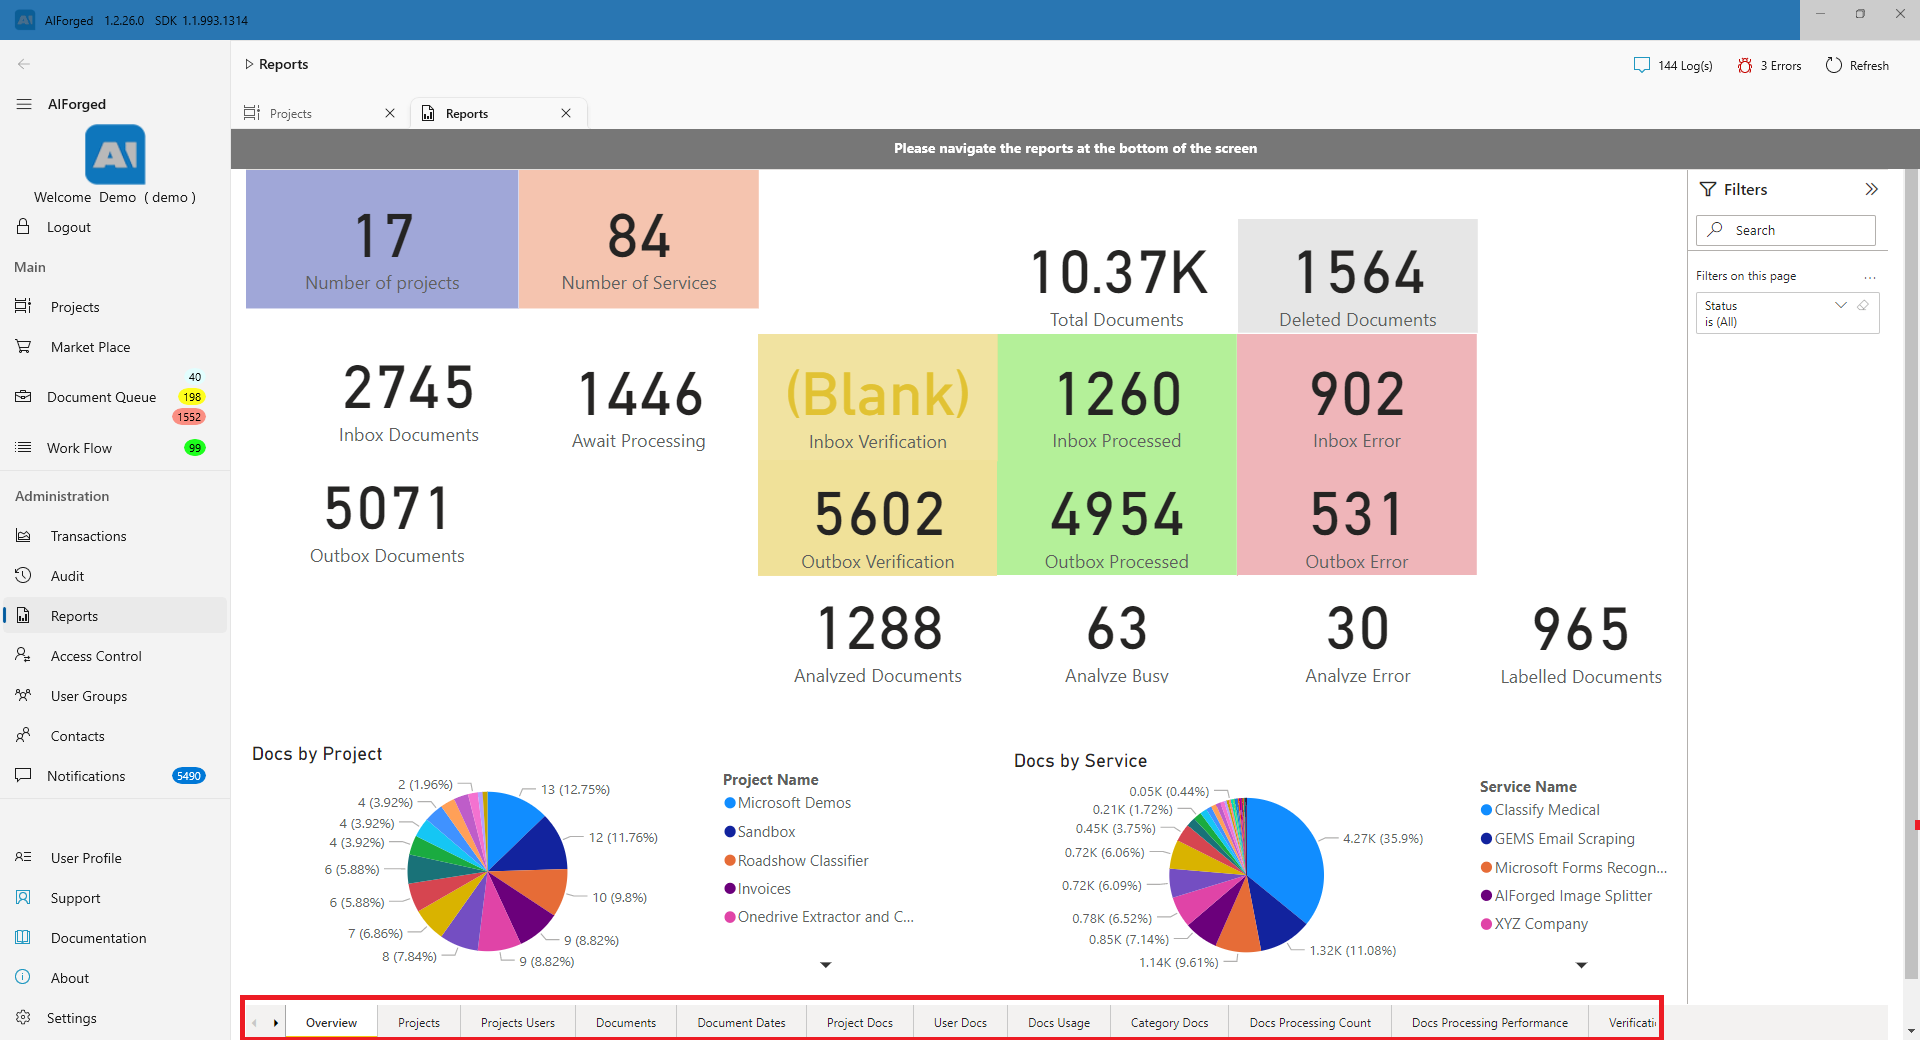 AIForged 1.2.26.0 SDK 1.1.993.1314
Reports
144 Log(s) 3 Errors Refresh
AIForged
AI
Welcome Demo ( demo )
Logout
Main
Projects
Market Place
40
Document Queue 198
1552
Work Flow 99
Administration
Transactions
Audit
Reports
Access Control
User Groups
Contacts
Notifications 5490
User Profile
Support
Documentation
About
Settings
Projects
Reports
Please navigate the reports at the bottom of the screen
17
Number of projects
84
Number of Services
10.37K
Total Documents
1564
Deleted Documents
2745
Inbox Documents
1446
Await Processing
(Blank)
Inbox Verification
1260
Inbox Processed
902
Inbox Error
5071
Outbox Documents
5602
Outbox Verification
4954
Outbox Processed
531
Outbox Error
1288
Analyzed Documents
63
Analyze Busy
30
Analyze Error
965
Labelled Documents
Filters
Search
Filters on this page ...
Status
is (All)
Docs by Project
13 (12.75%)
12 (11.76%)
10 (9.8%)
9 (8.82%)
9 (8.82%)
8 (7.84%)
7 (6.86%)
6 (5.88%)
6 (5.88%)
4 (3.92%)
4 (3.92%)
4 (3.92%)
2 (1.96%)
Project Name
Microsoft Demos
Sandbox
Roadshow Classifier
Invoices
Onedrive Extractor and C...
Docs by Service
4.27K (35.9%)
1.32K (11.08%)
1.14K (9.61%)
0.85K (7.14%)
0.78K (6.52%)
0.72K (6.09%)
0.72K (6.06%)
0.45K (3.75%)
0.21K (1.72%)
0.05K (0.44%)
Service Name
Classify Medical
GEMS Email Scraping
Microsoft Forms Recogn...
AIForged Image Splitter
XYZ Company
Overview Projects Projects Users Documents Document Dates Project Docs User Docs Docs Usage Category Docs Docs Processing Count Docs Processing Performance Verificati